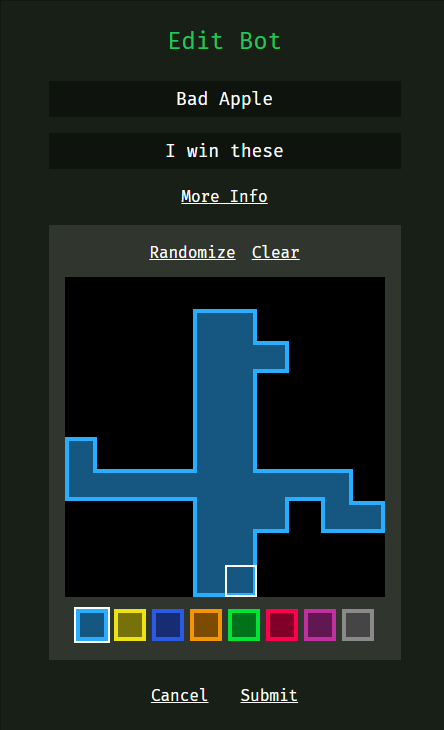 Edit Bot
Bad Apple
I win these
More Info
Randomize Clear
Cancel Submit